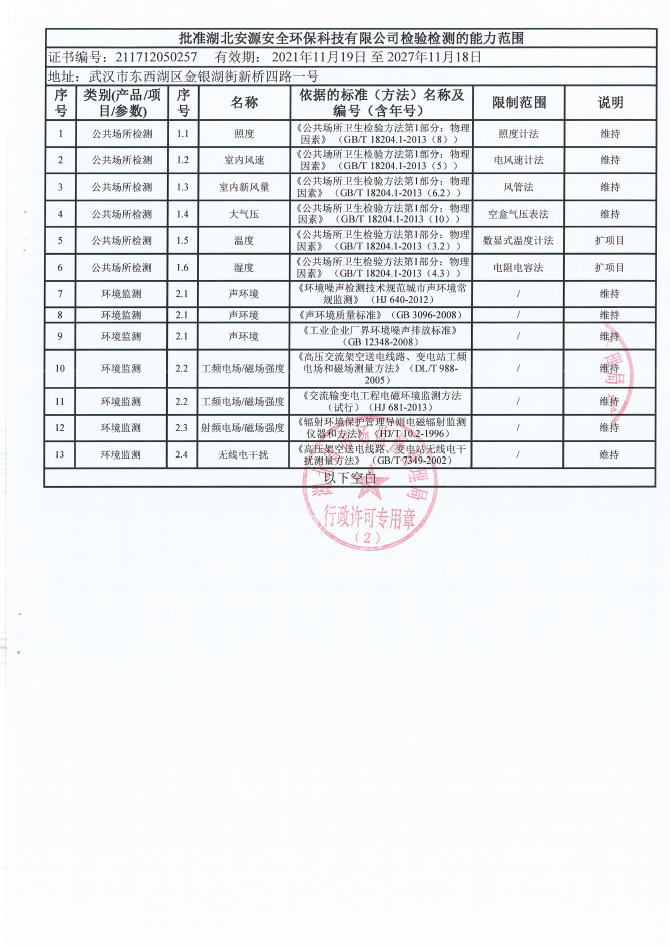 批准湖北安源安全环保科技有限公司检验检测的能力范围
证书编号：211712050257 有效期： 2021年11月19日 至 2027年11月18日
地址：武汉市东西湖区金银湖街新桥四路一号
序号 类别(产品/项目/参数) 序号 名称 依据的标准（方法）名称及编号（含年号） 限制范围 说明
1 公共场所检测 1.1 照度 《公共场所卫生检验方法第1部分：物理因素》（GB/T 18204.1-2013（8）） 照度计法 维持
2 公共场所检测 1.2 室内风速 《公共场所卫生检验方法第1部分：物理因素》（GB/T 18204.1-2013（5）） 电风速计法 维持
3 公共场所检测 1.3 室内新风量 《公共场所卫生检验方法第1部分：物理因素》（GB/T 18204.1-2013（6.2）） 风管法 维持
4 公共场所检测 1.4 大气压 《公共场所卫生检验方法第1部分：物理因素》（GB/T 18204.1-2013（10）） 空盒气压表法 维持
5 公共场所检测 1.5 温度 《公共场所卫生检验方法第1部分：物理因素》（GB/T 18204.1-2013（3.2）） 数显式温度计法 扩项目
6 公共场所检测 1.6 湿度 《公共场所卫生检验方法第1部分：物理因素》（GB/T 18204.1-2013（4.3）） 电阻电容法 扩项目
7 环境监测 2.1 声环境 《环境噪声检测技术规范城市声环境常规监测》（HJ 640-2012） / 维持
8 环境监测 2.1 声环境 《声环境质量标准》（GB 3096-2008） / 维持
9 环境监测 2.1 声环境 《工业企业厂界环境噪声排放标准》（GB 12348-2008） / 维持
10 环境监测 2.2 工频电场/磁场强度 《高压交流架空送电线路、变电站工频电场和磁场测量方法》（DL/T 988-2005） / 维持
11 环境监测 2.2 工频电场/磁场强度 《交流输变电工程电磁环境监测方法（试行）（HJ 681-2013） / 维持
12 环境监测 2.3 射频电场/磁场强度 《辐射环境保护管理导则电磁辐射监测仪器和方法》（HJ/T 10.2-1996） / 维持
13 环境监测 2.4 无线电干扰 《高压架空送电线路、变电站无线电干扰测量方法》（GB/T 7349-2002） / 维持
以下空白
行政许可专用章
（2）
理局